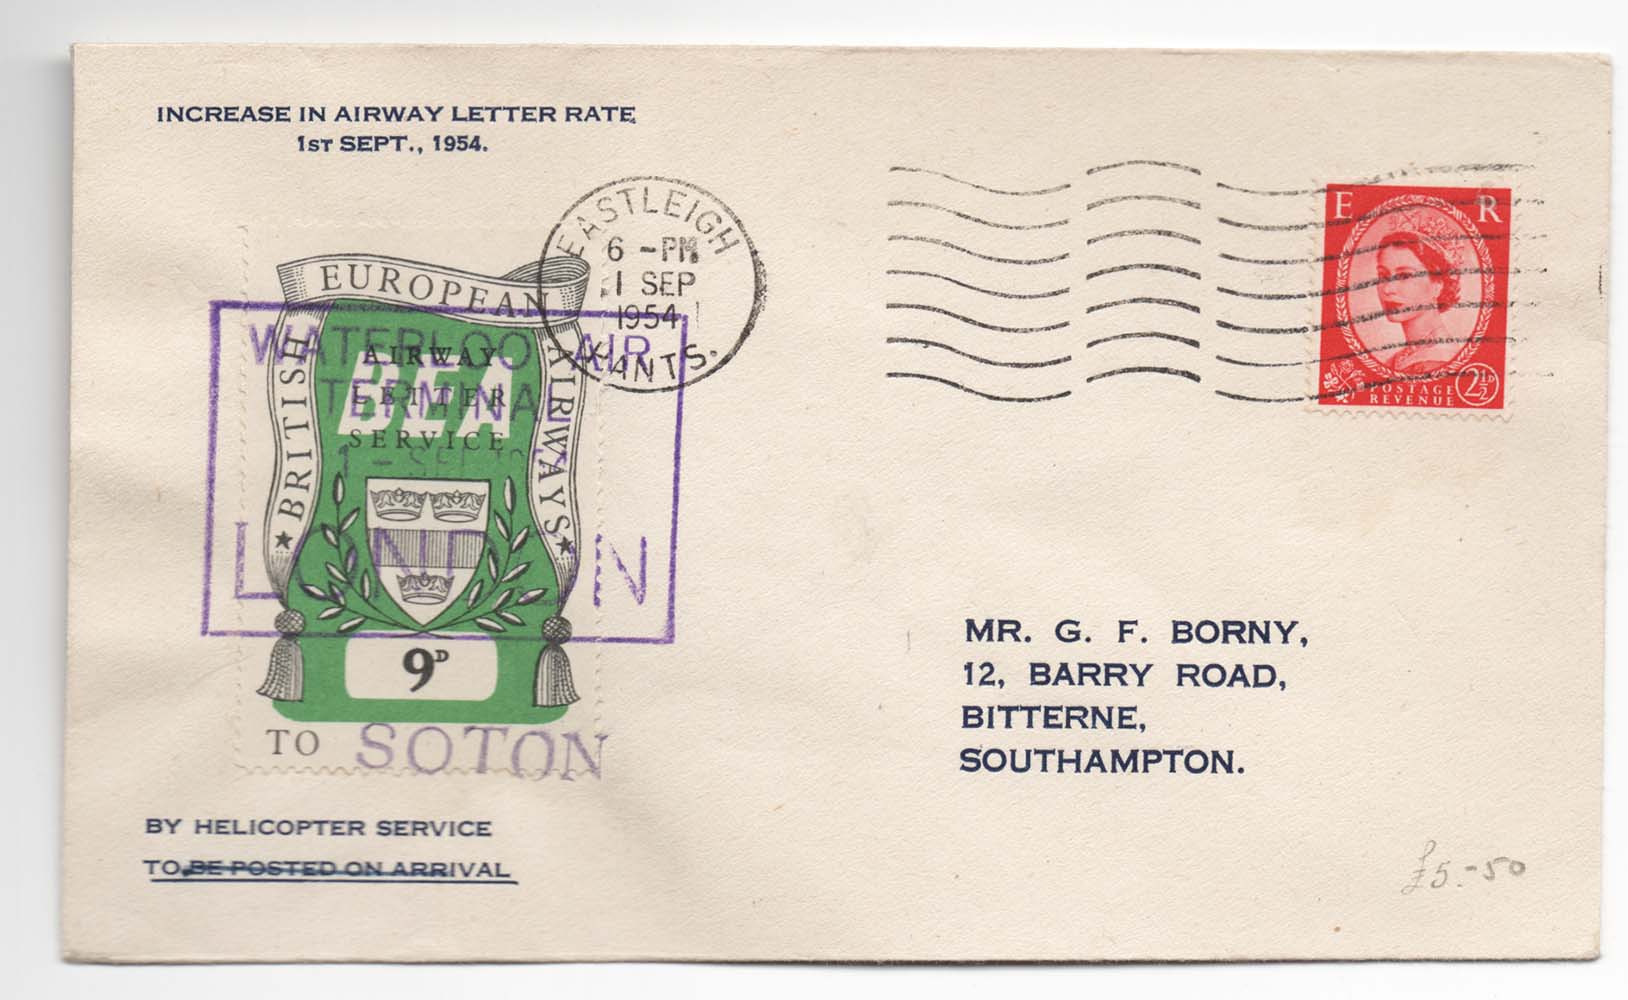 INCREASE IN AIRWAY LETTER RATE
1ST SEPT., 1954.
EASTLEIGH
6 -PM
1 SEP
1954
HANTS.
E R
POSTAGE
REVENUE
2½D
BRITISH EUROPEAN AIRWAYS
BEA
AIRWAY
LETTER
SERVICE
9D
TO SOTON
WATERLOO AIR
TERMINAL
1 - SEP
LONDON
MR. G. F. BORNY,
12, BARRY ROAD,
BITTERNE,
SOUTHAMPTON.
BY HELICOPTER SERVICE
TO BE POSTED ON ARRIVAL
£5.-50